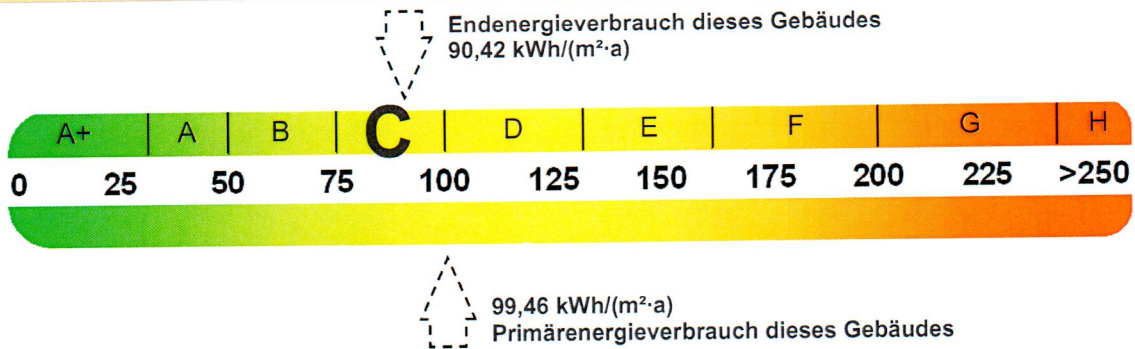 Endenergieverbrauch dieses Gebäudes
90,42 kWh/(m²·a)
A+ A B C D E F G H
0 25 50 75 100 125 150 175 200 225 >250
99,46 kWh/(m²·a)
Primärenergieverbrauch dieses Gebäudes